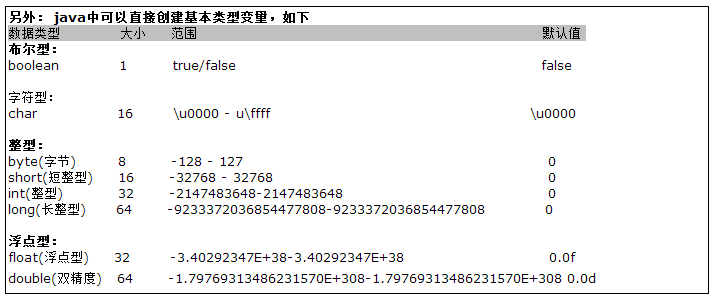 另外: java中可以直接创建基本类型变量，如下
数据类型 大小 范围 默认值
布尔型:
boolean 1 true/false false
字符型:
char 16 \u0000 - u\ffff \u0000
整型:
byte(字节) 8 -128 - 127 0
short(短整型) 16 -32768 - 32768 0
int(整型) 32 -2147483648-2147483648 0
long(长整型) 64 -9233372036854477808-9233372036854477808 0
浮点型:
float(浮点型) 32 -3.40292347E+38-3.40292347E+38 0.0f
double(双精度) 64 -1.79769313486231570E+308-1.79769313486231570E+308 0.0d